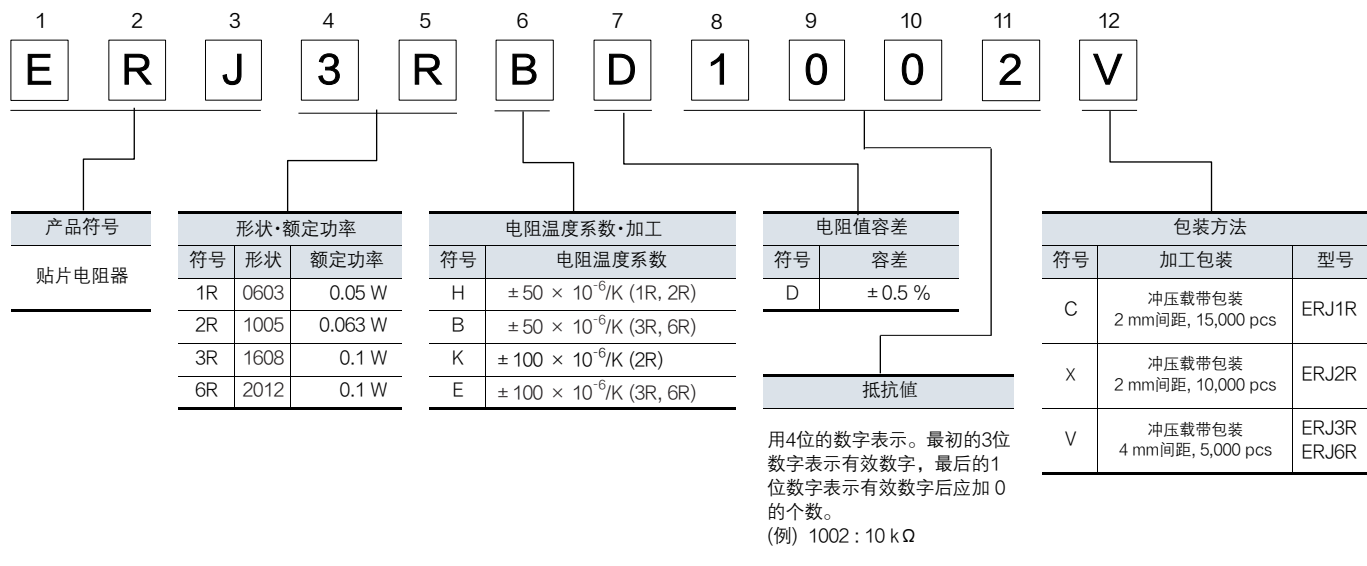 1 2 3 4 5 6 7 8 9 10 11 12
E R J 3 R B D 1 0 0 2 V
产品符号
贴片电阻器
形状·额定功率
符号 形状 额定功率
1R 0603 0.05 W
2R 1005 0.063 W
3R 1608 0.1 W
6R 2012 0.1 W
电阻温度系数·加工
符号 电阻温度系数
H ±50 × 10⁻⁶/K (1R, 2R)
B ±50 × 10⁻⁶/K (3R, 6R)
K ±100 × 10⁻⁶/K (2R)
E ±100 × 10⁻⁶/K (3R, 6R)
电阻值容差
符号 容差
D ±0.5 %
抵抗値
用4位的数字表示。最初的3位
数字表示有效数字，最后的1
位数字表示有效数字后应加 0
的个数。
(例) 1002 : 10 kΩ
包装方法
符号 加工包装 型号
C 冲压载带包装 ERJ1R
2 mm间距, 15,000 pcs
X 冲压载带包装 ERJ2R
2 mm间距, 10,000 pcs
V 冲压载带包装 ERJ3R
4 mm间距, 5,000 pcs ERJ6R